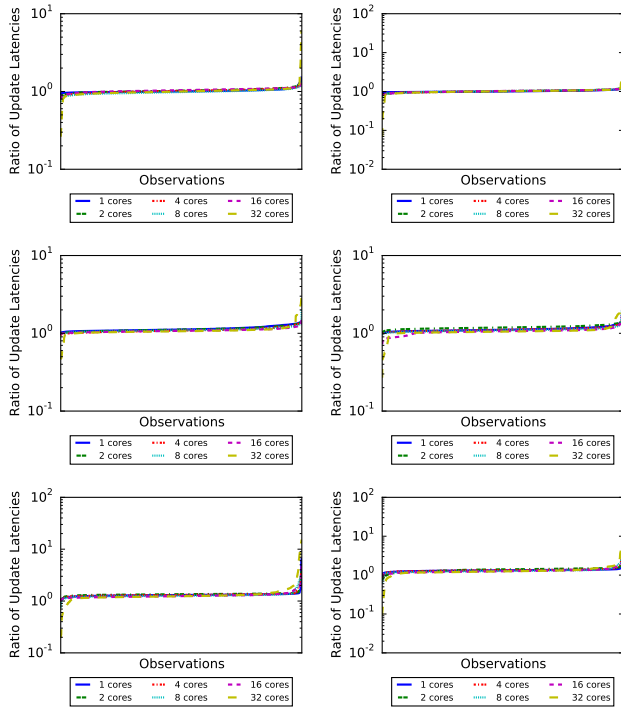 Ratio of Update Latencies
10^1
10^0
10^-1
Observations
1 cores 4 cores 16 cores
2 cores 8 cores 32 cores
Ratio of Update Latencies
10^2
10^1
10^0
10^-1
10^-2
Observations
1 cores 4 cores 16 cores
2 cores 8 cores 32 cores
Ratio of Update Latencies
10^1
10^0
10^-1
Observations
1 cores 4 cores 16 cores
2 cores 8 cores 32 cores
Ratio of Update Latencies
10^1
10^0
10^-1
Observations
1 cores 4 cores 16 cores
2 cores 8 cores 32 cores
Ratio of Update Latencies
10^2
10^1
10^0
10^-1
Observations
1 cores 4 cores 16 cores
2 cores 8 cores 32 cores
Ratio of Update Latencies
10^2
10^1
10^0
10^-1
10^-2
Observations
1 cores 4 cores 16 cores
2 cores 8 cores 32 cores